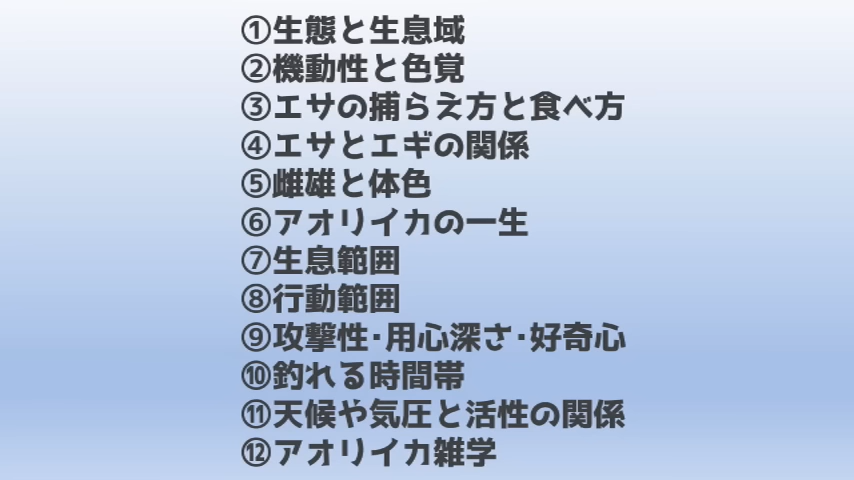 ①生態と生息域
②機動性と色覚
③エサの捕らえ方と食べ方
④エサとエギの関係
⑤雌雄と体色
⑥アオリイカの一生
⑦生息範囲
⑧行動範囲
⑨攻撃性･用心深さ･好奇心
⑩釣れる時間帯
⑪天候や気圧と活性の関係
⑫アオリイカ雑学